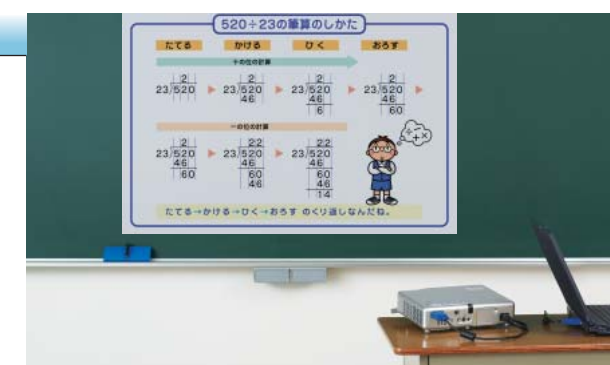 520÷23の筆算のしかた
たてる かける ひく おろす
十の位の計算
2 2 2 2
23 520 23 520 23 520 23 520
46 46 46
6 60
一の位の計算
2 22 22
23 520 23 520 23 520
46 46 46
60 60 60
46 46
14
÷ - + ×
たてる→かける→ひく→おろす のくり返しなんだね。